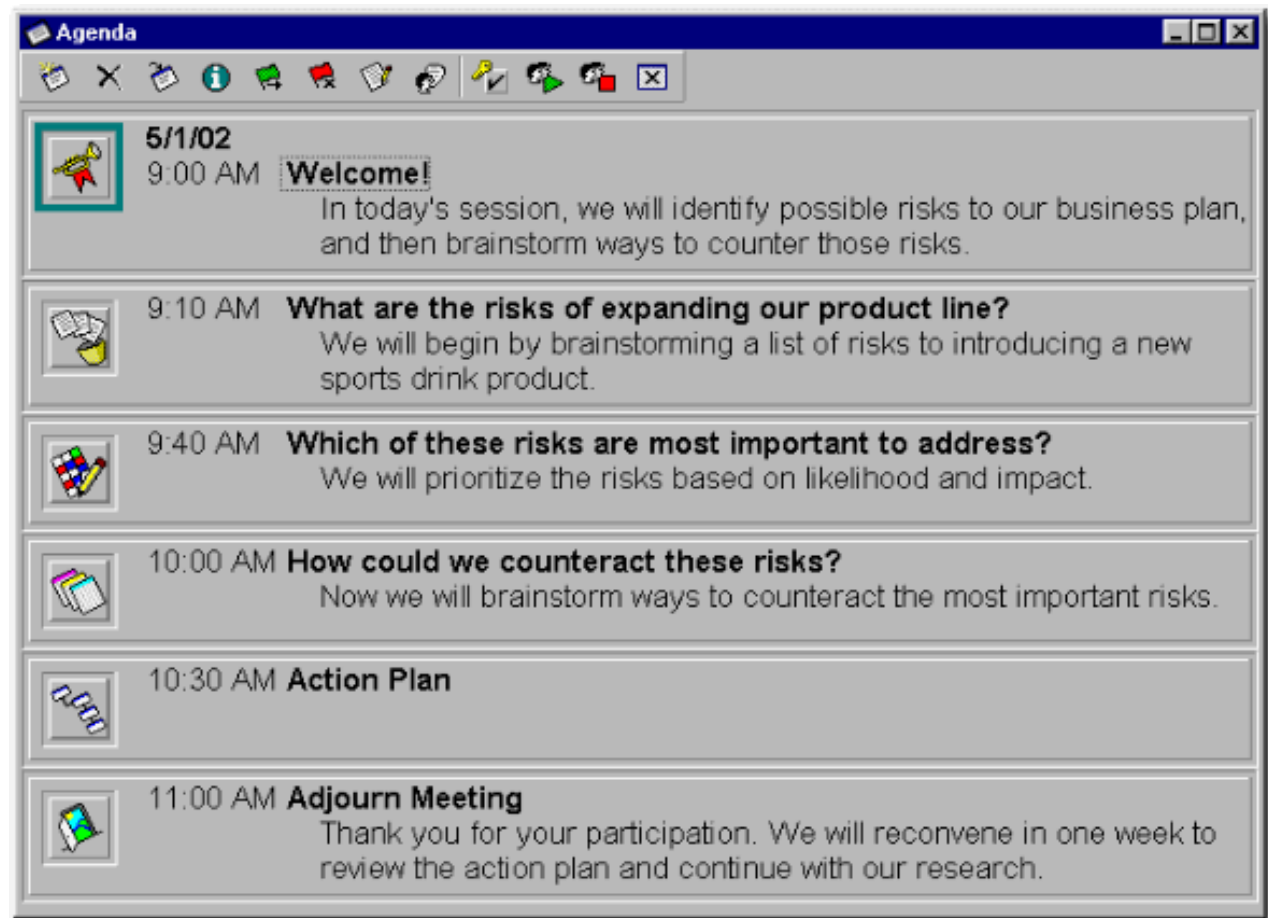 Agenda
5/1/02
9:00 AM Welcome!
In today's session, we will identify possible risks to our business plan,
and then brainstorm ways to counter those risks.
9:10 AM What are the risks of expanding our product line?
We will begin by brainstorming a list of risks to introducing a new
sports drink product.
9:40 AM Which of these risks are most important to address?
We will prioritize the risks based on likelihood and impact.
10:00 AM How could we counteract these risks?
Now we will brainstorm ways to counteract the most important risks.
10:30 AM Action Plan
11:00 AM Adjourn Meeting
Thank you for your participation. We will reconvene in one week to
review the action plan and continue with our research.